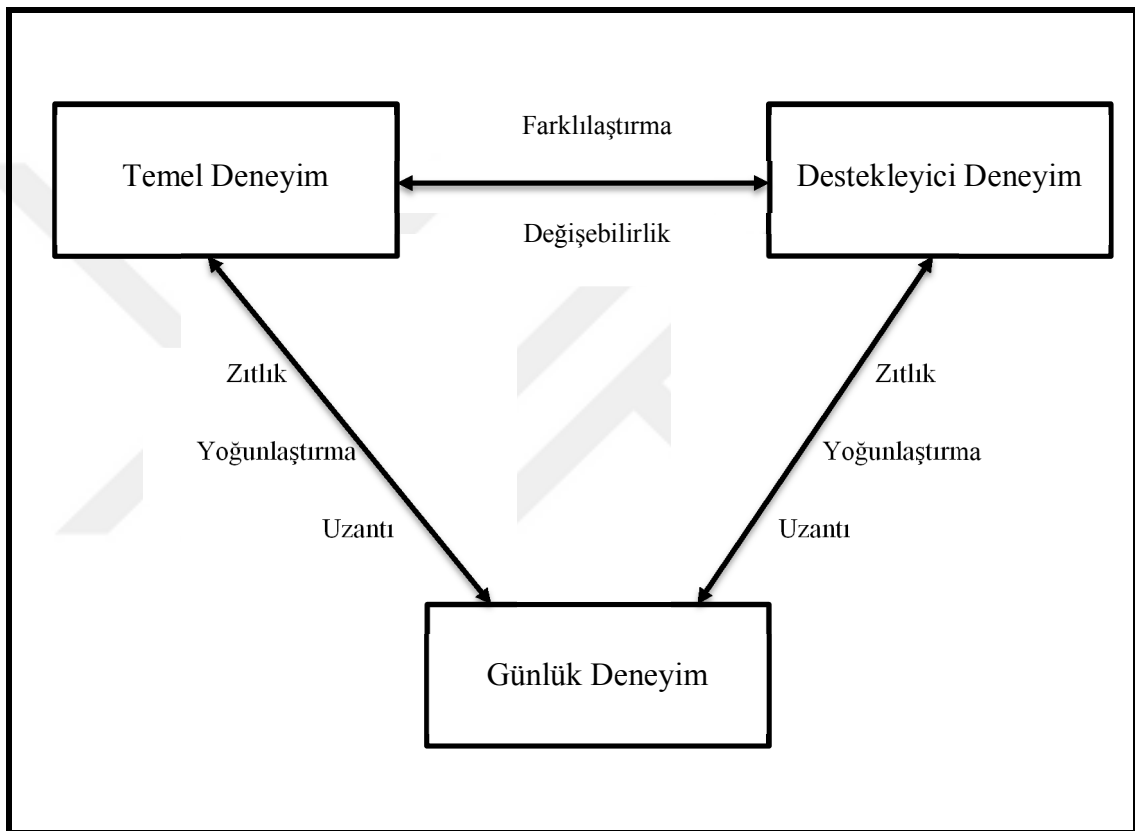 Farklılaştırma
Temel Deneyim
Destekleyici Deneyim
Değişebilirlik
Zıtlık
Zıtlık
Yoğunlaştırma
Yoğunlaştırma
Uzantı
Uzantı
Günlük Deneyim